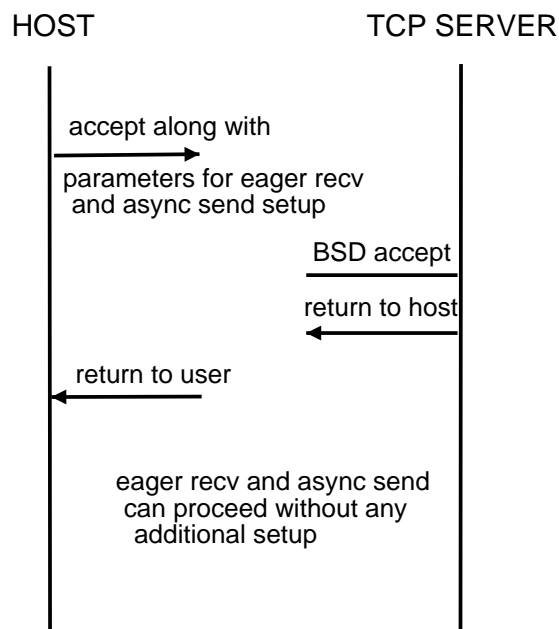 HOST
TCP SERVER
accept along with
parameters for eager recv
and async send setup
BSD accept
return to host
return to user
eager recv and async send
can proceed without any
additional setup